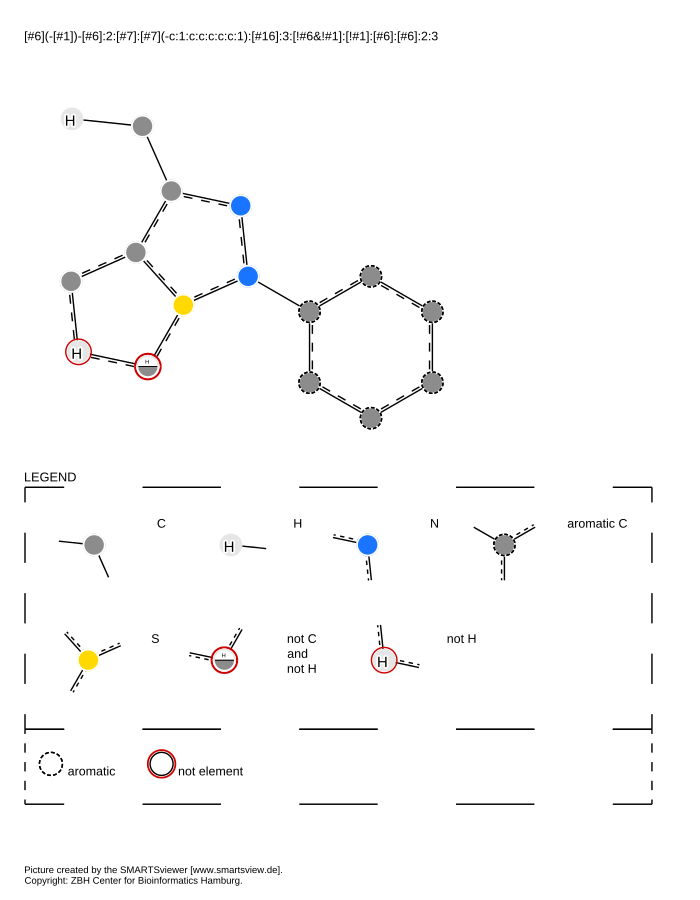 [#6](-[#1])-[#6]:2:[#7]:[#7](-c:1:c:c:c:c:c:1):[#16]:3:[!#6&!#1]:[!#1]:[#6]:[#6]:2:3
H
H
H
LEGEND
C
H
H
N
aromatic C
S
H
not C
and
not H
H
not H
aromatic
not element
Picture created by the SMARTSviewer [www.smartsview.de].
Copyright: ZBH Center for Bioinformatics Hamburg.